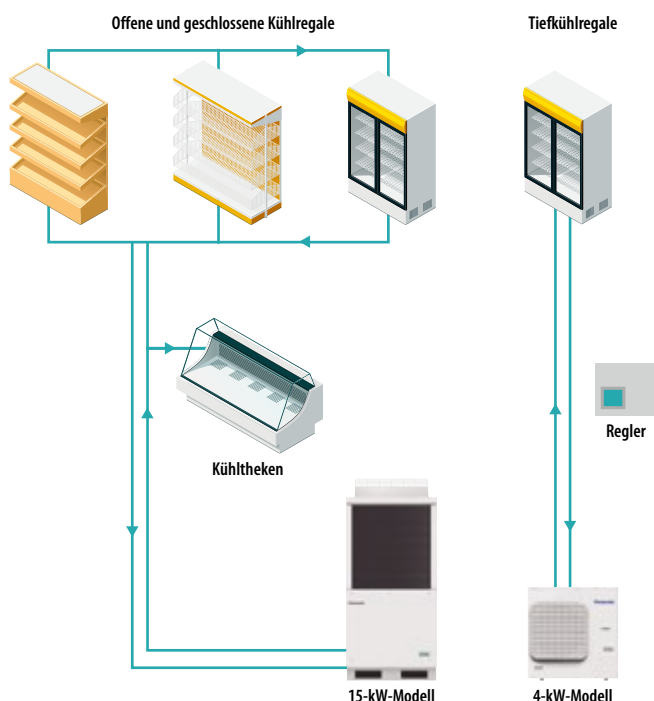 Offene und geschlossene Kühlregale
Tiefkühlregale
Regler
Kühltheken
15-kW-Modell
4-kW-Modell